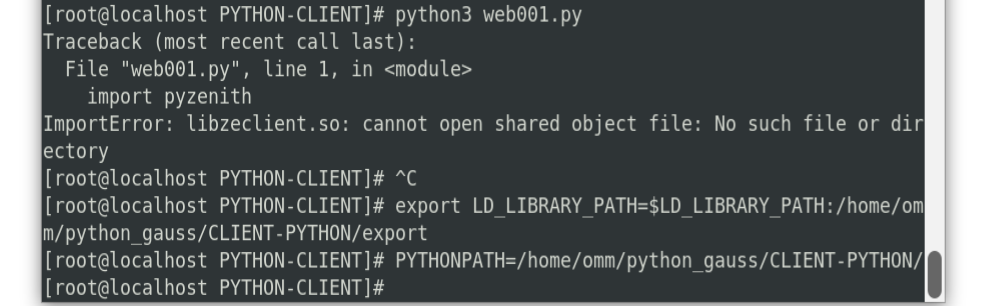 [root@localhost PYTHON-CLIENT]# python3 web001.py
Traceback (most recent call last):
  File "web001.py", line 1, in <module>
    import pyzenith
ImportError: libzeclient.so: cannot open shared object file: No such file or dir
ectory
[root@localhost PYTHON-CLIENT]# ^C
[root@localhost PYTHON-CLIENT]# export LD_LIBRARY_PATH=$LD_LIBRARY_PATH:/home/om
m/python_gauss/CLIENT-PYTHON/export
[root@localhost PYTHON-CLIENT]# PYTHONPATH=/home/omm/python_gauss/CLIENT-PYTHON/
[root@localhost PYTHON-CLIENT]#